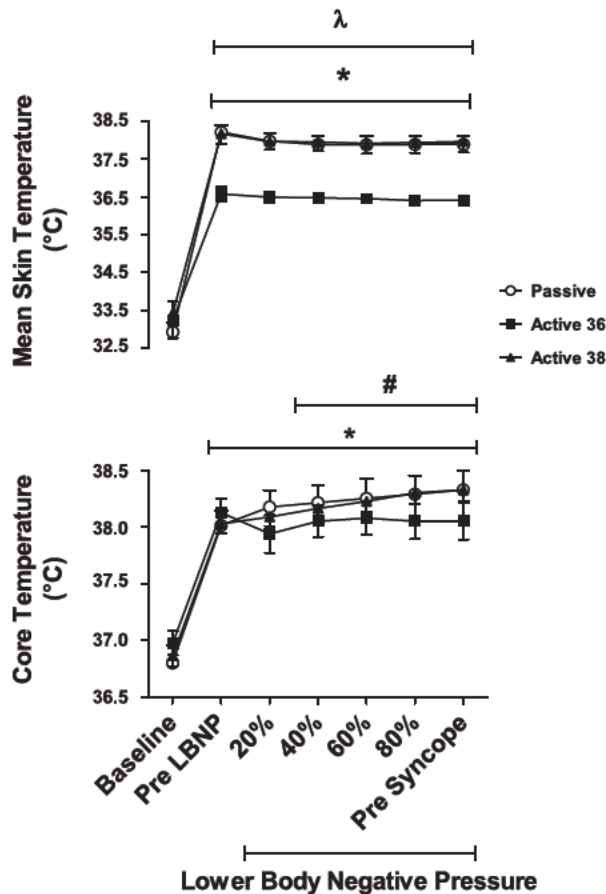 λ
*
38.5
37.5
36.5
35.5
34.5
33.5
32.5
Mean Skin Temperature
(°C)
Passive
Active 36
Active 38
#
*
38.5
38.0
37.5
37.0
36.5
Core Temperature
(°C)
Baseline
Pre LBNP
20%
40%
60%
80%
Pre Syncope
Lower Body Negative Pressure